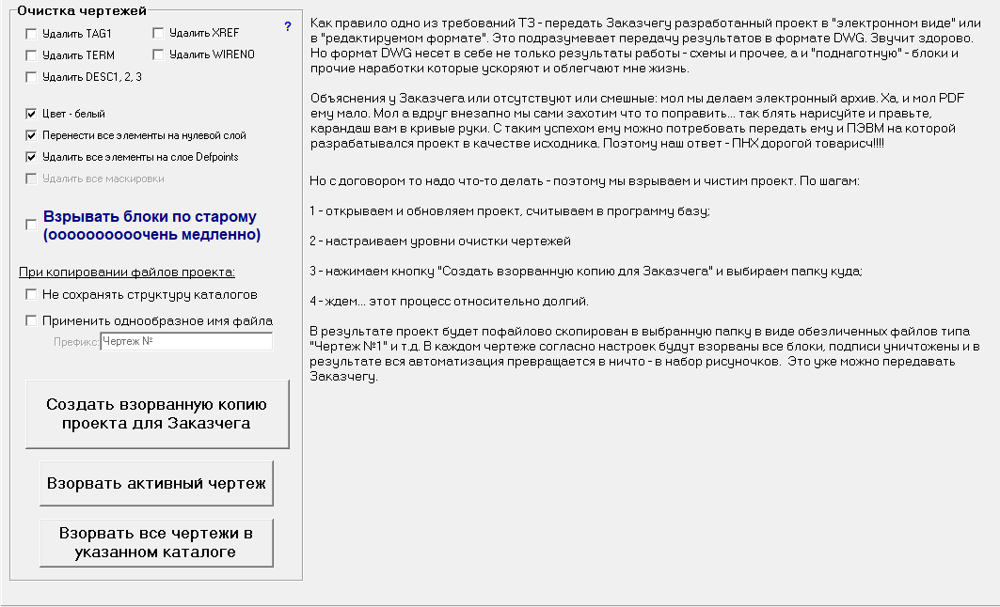 Очистка чертежей
?
Удалить TAG1
Удалить XREF
Удалить TERM
Удалить WIRENO
Удалить DESC1, 2, 3
Цвет - белый
Перенести все элементы на нулевой слой
Удалить все элементы на слое Defpoints
Удалить все маскировки
Взрывать блоки по старому
(оооооооооочень медленно)
При копировании файлов проекта:
Не сохранять структуру каталогов
Применить однообразное имя файла
Префикс:
Чертеж №
Создать взорванную копию
проекта для Заказчега
Взорвать активный чертеж
Взорвать все чертежи в
указанном каталоге
Как правило одно из требований ТЗ - передать Заказчегу разработанный проект в "электронном виде" или
в "редактируемом формате". Это подразумевает передачу результатов в формате DWG. Звучит здорово.
Но формат DWG несет в себе не только результаты работы - схемы и прочее, а и "поднаготную" - блоки и
прочие наработки которые ускоряют и облегчают мне жизнь.
Объяснения у Заказчега или отсутствуют или смешные: мол мы делаем электронный архив. Ха, и мол PDF
ему мало. Мол а вдруг внезапно мы сами захотим что то поправить... так блять нарисуйте и правьте,
карандаш вам в кривые руки. С таким успехом ему можно потребовать передать ему и ПЭВМ на которой
разрабатывался проект в качестве исходника. Поэтому наш ответ - ПНХ дорогой товарисч!!!!
Но с договором то надо что-то делать - поэтому мы взрываем и чистим проект. По шагам:
1 - открываем и обновляем проект, считываем в программу базу;
2 - настраиваем уровни очистки чертежей
3 - нажимаем кнопку "Создать взорванную копию для Заказчега" и выбираем папку куда;
4 - ждем... этот процесс относительно долгий.
В результате проект будет пофайлово скопирован в выбранную папку в виде обезличенных файлов типа
"Чертеж №1" и т.д. В каждом чертеже согласно настроек будут взорваны все блоки, подписи уничтожены и в
результате вся автоматизация превращается в ничто - в набор рисуночков.  Это уже можно передавать
Заказчегу.